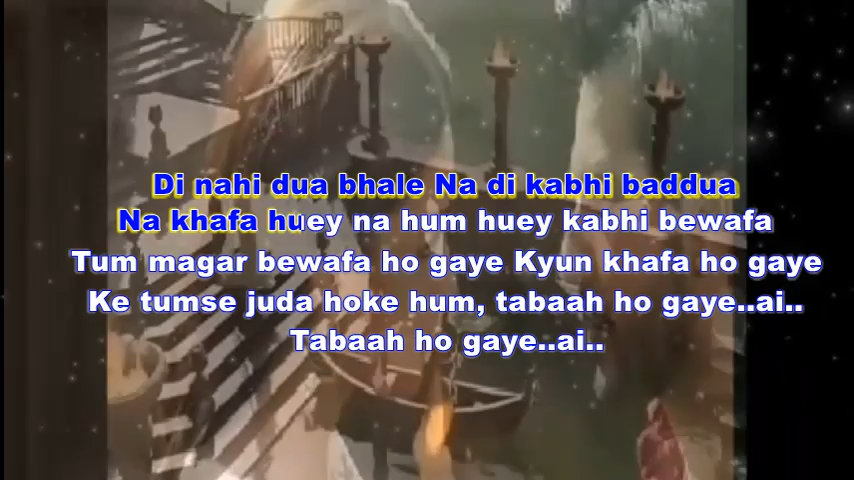 Di nahi dua bhale Na di kabhi baddua
Na khafa huey na hum huey kabhi bewafa
Tum magar bewafa ho gaye Kyun khafa ho gaye
Ke tumse juda hoke hum, tabaah ho gaye..ai..
Tabaah ho gaye..ai..